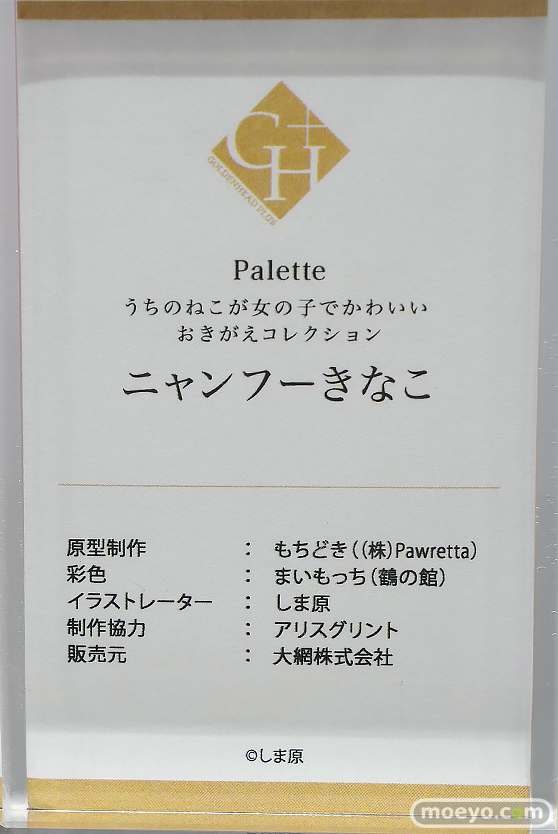 GH+
GOLDENHEAD PLUS
Palette
うちのねこが女の子でかわいい
おきがえコレクション
ニャンフーきなこ
原型制作 : もちどき((株)Pawretta)
彩色 : まいもっち(鶴の館)
イラストレーター : しま原
制作協力 : アリスグリント
販売元 : 大網株式会社
©しま原
moeyo.com